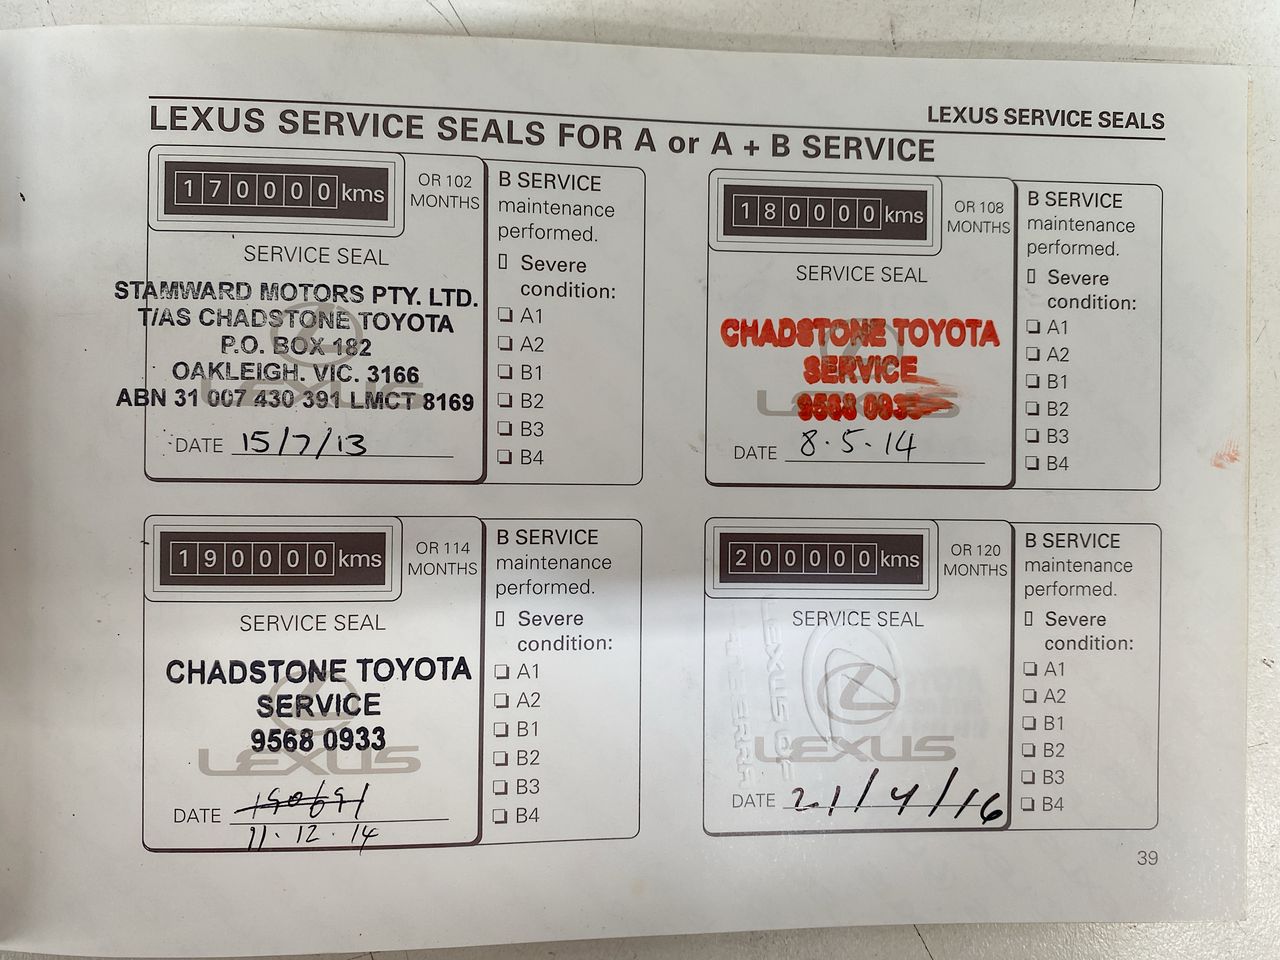 LEXUS SERVICE SEALS
LEXUS SERVICE SEALS FOR A or A + B SERVICE
170000 kms
OR 102
MONTHS
SERVICE SEAL
STAMWARD MOTORS PTY. LTD.
T/AS CHADSTONE TOYOTA
P.O. BOX 182
OAKLEIGH. VIC. 3166
ABN 31 007 430 391 LMCT 8169
LEXUS
DATE 15/7/13
B SERVICE
maintenance
performed.
Severe
condition:
A1
A2
B1
B2
B3
B4
180000 kms
OR 108
MONTHS
SERVICE SEAL
CHADSTONE TOYOTA
SERVICE
9568 0933
LEXUS
DATE 8.5.14
B SERVICE
maintenance
performed.
Severe
condition:
A1
A2
B1
B2
B3
B4
190000 kms
OR 114
MONTHS
SERVICE SEAL
CHADSTONE TOYOTA
SERVICE
9568 0933
LEXUS
DATE
11.12.14
B SERVICE
maintenance
performed.
Severe
condition:
A1
A2
B1
B2
B3
B4
200000 kms
OR 120
MONTHS
SERVICE SEAL
LEXUS OF
LEXUS
DATE 21/4/16
B SERVICE
maintenance
performed.
Severe
condition:
A1
A2
B1
B2
B3
B4
39